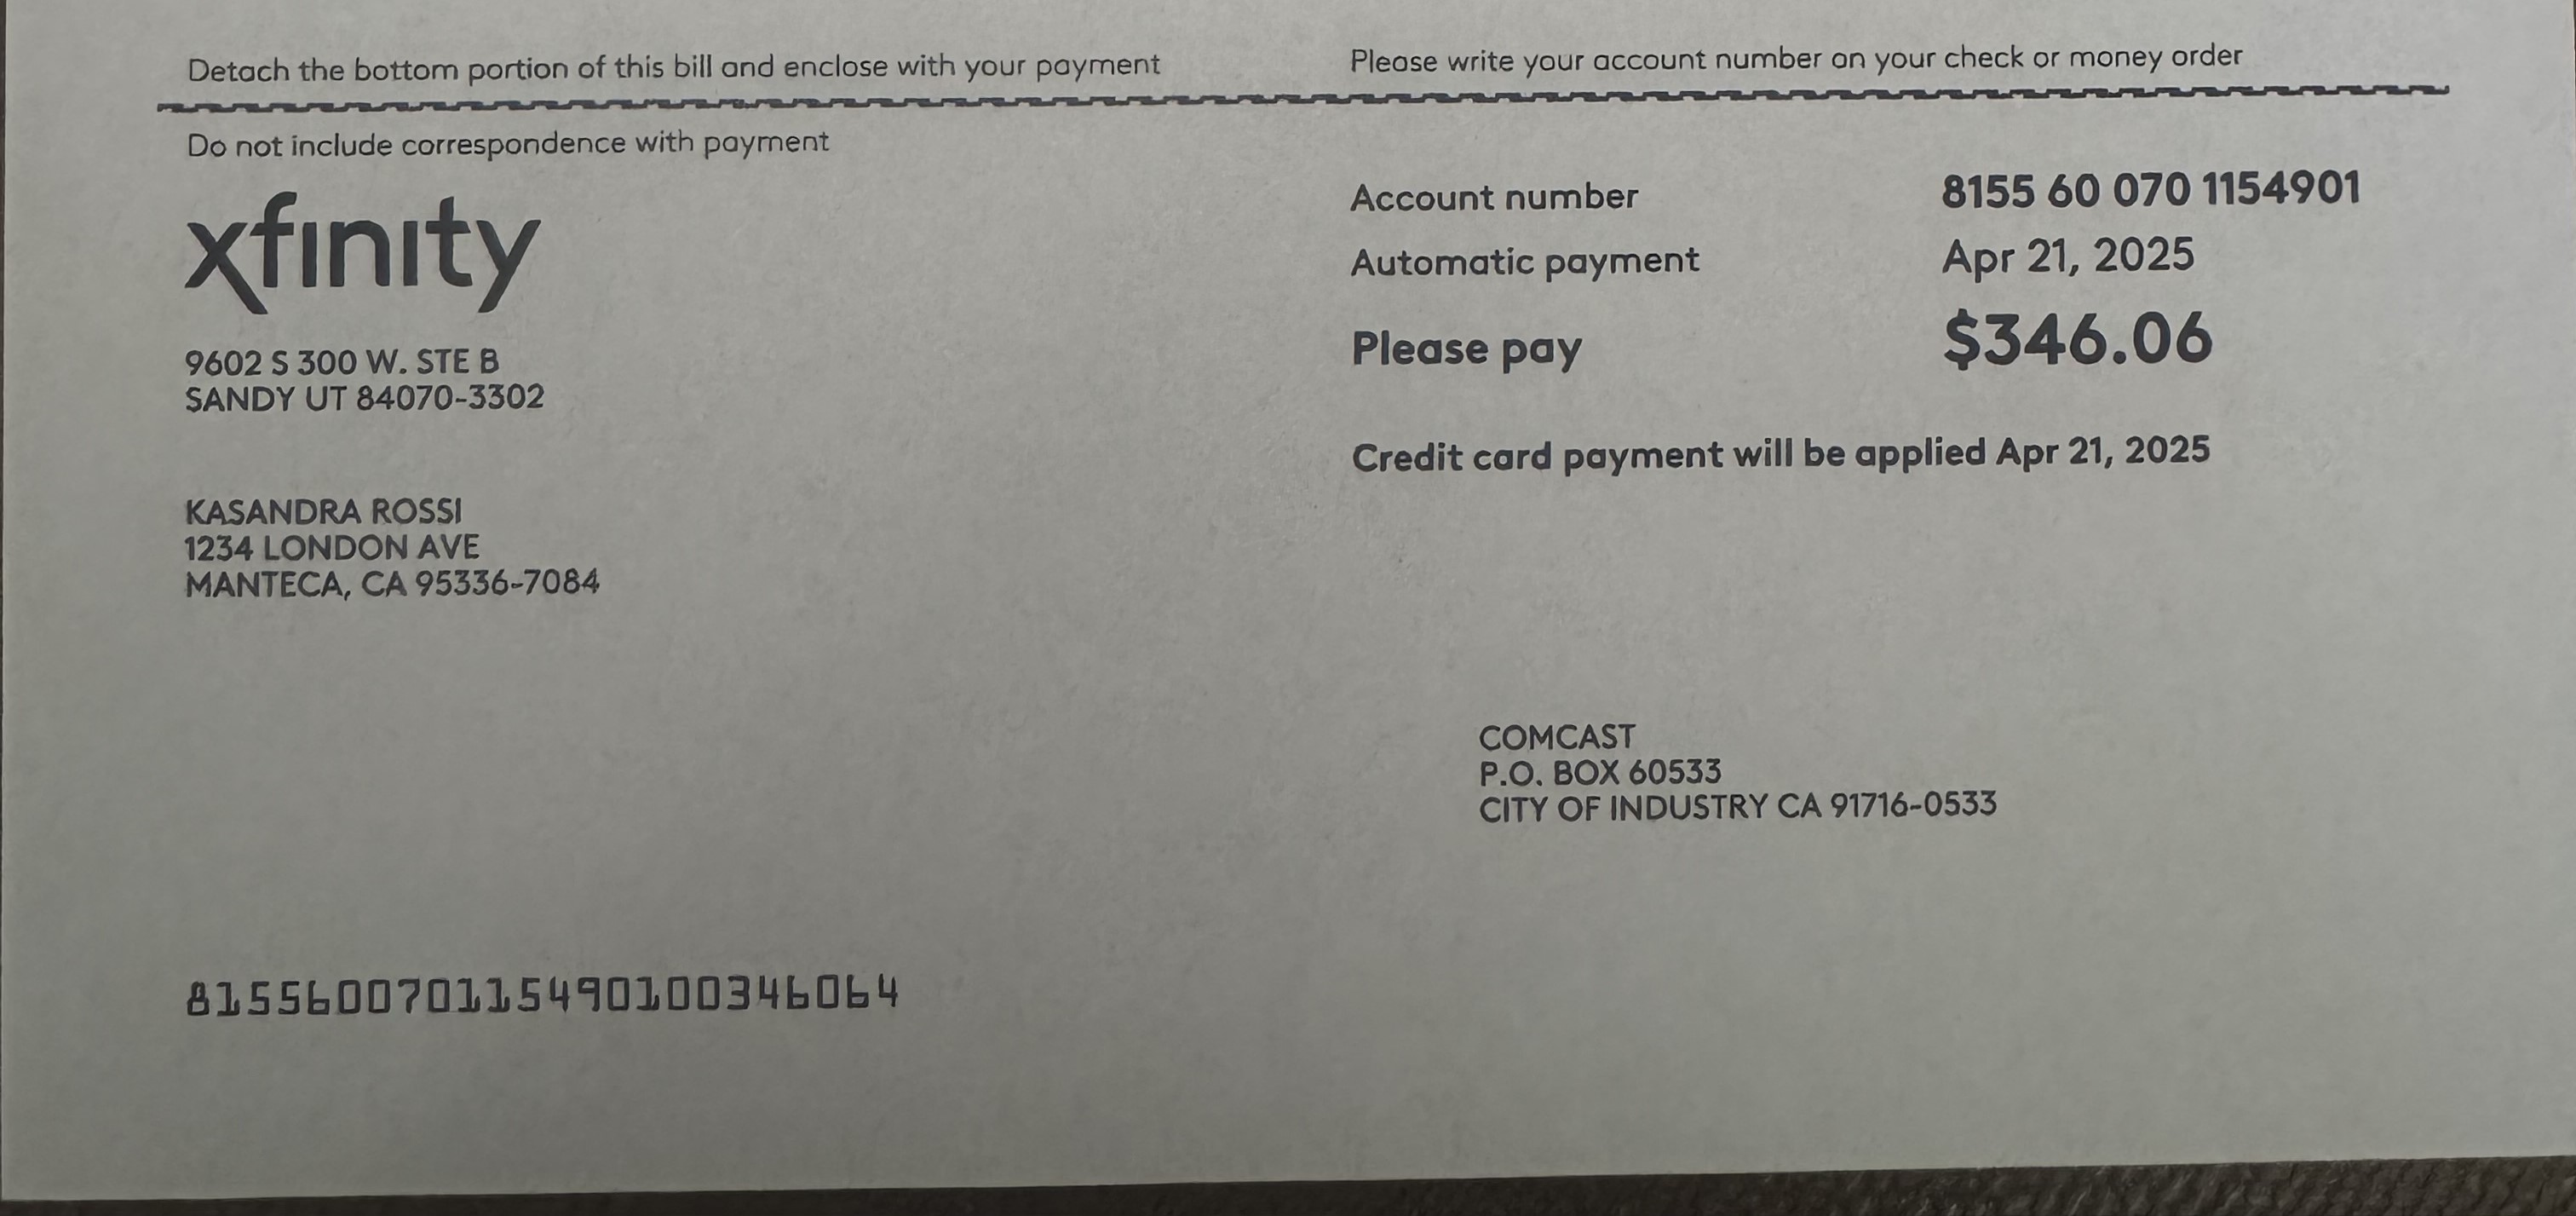 Detach the bottom portion of this bill and enclose with your payment
Please write your account number on your check or money order
Do not include correspondence with payment
xfinity
9602 S 300 W. STE B
SANDY UT 84070-3302
KASANDRA ROSSI
1234 LONDON AVE
MANTECA, CA 95336-7084
Account number 8155 60 070 1154901
Automatic payment Apr 21, 2025
Please pay $346.06
Credit card payment will be applied Apr 21, 2025
COMCAST
P.O. BOX 60533
CITY OF INDUSTRY CA 91716-0533
815560070115490100346064